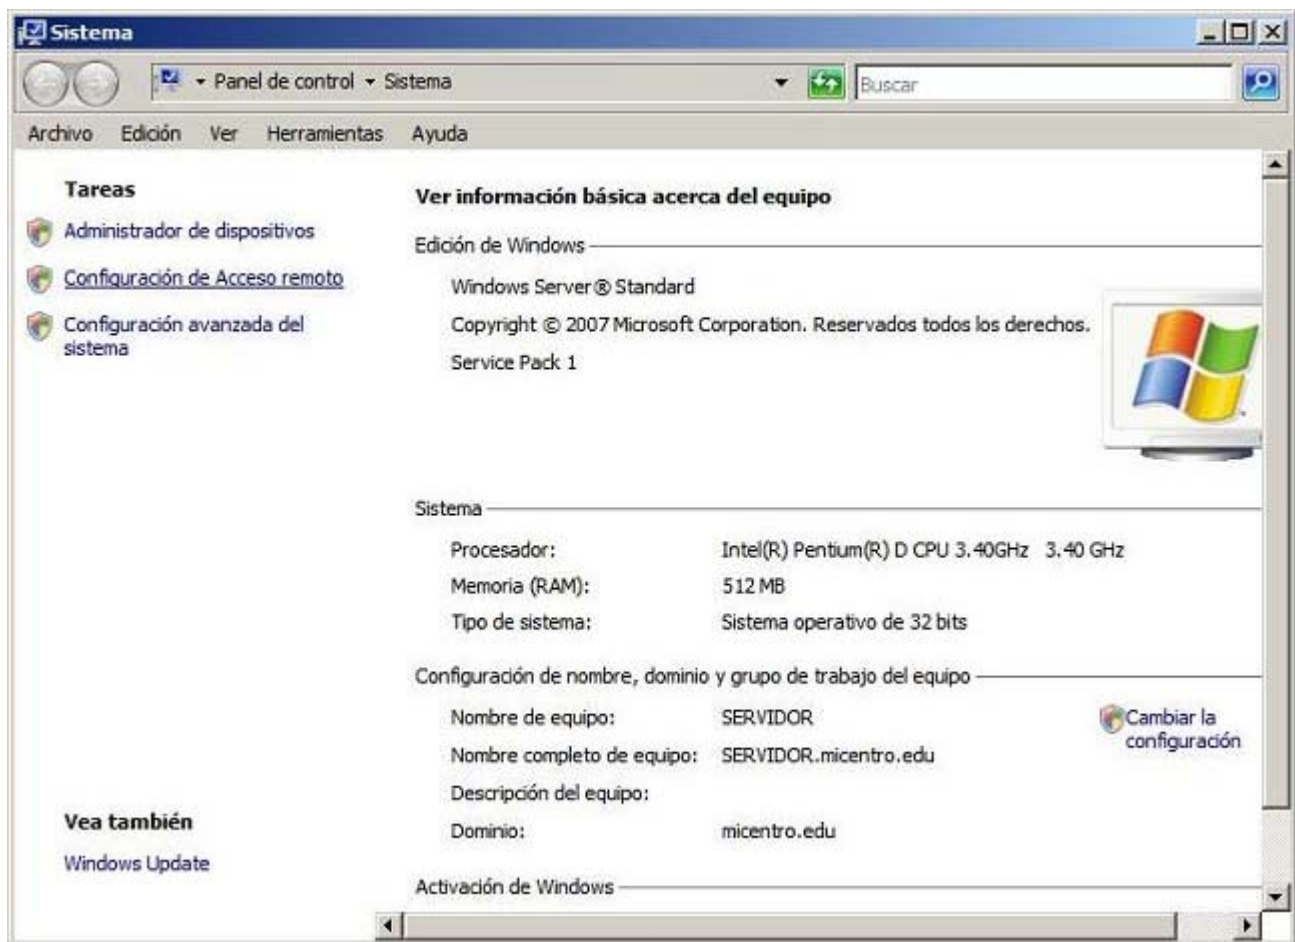 Sistema
Panel de control Sistema
Buscar
Archivo Edición Ver Herramientas Ayuda
Tareas
Administrador de dispositivos
Configuración de Acceso remoto
Configuración avanzada del
sistema
Vea también
Windows Update
Ver información básica acerca del equipo
Edición de Windows
Windows Server® Standard
Copyright © 2007 Microsoft Corporation. Reservados todos los derechos.
Service Pack 1
Sistema
Procesador: Intel(R) Pentium(R) D CPU 3.40GHz 3.40 GHz
Memoria (RAM): 512 MB
Tipo de sistema: Sistema operativo de 32 bits
Configuración de nombre, dominio y grupo de trabajo del equipo
Nombre de equipo: SERVIDOR
Cambiar la
configuración
Nombre completo de equipo: SERVIDOR.micentro.edu
Descripción del equipo:
Dominio: micentro.edu
Activación de Windows